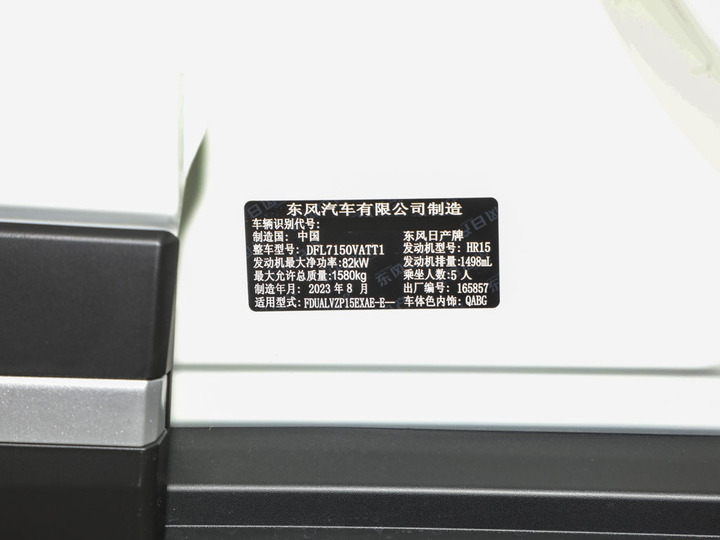 东风汽车有限公司制造
车辆识别代号:
制造国: 中国 东风日产牌
整车型号: DFL7150VATT1 发动机型号: HR15
发动机最大净功率: 82kW 发动机排量: 1498mL
最大允许总质量: 1580kg 乘坐人数: 5 人
制造年月: 2023 年 8 月 出厂编号: 165857
适用型式: FDUALVZP15EXAE-E— 车体色内饰: QABG